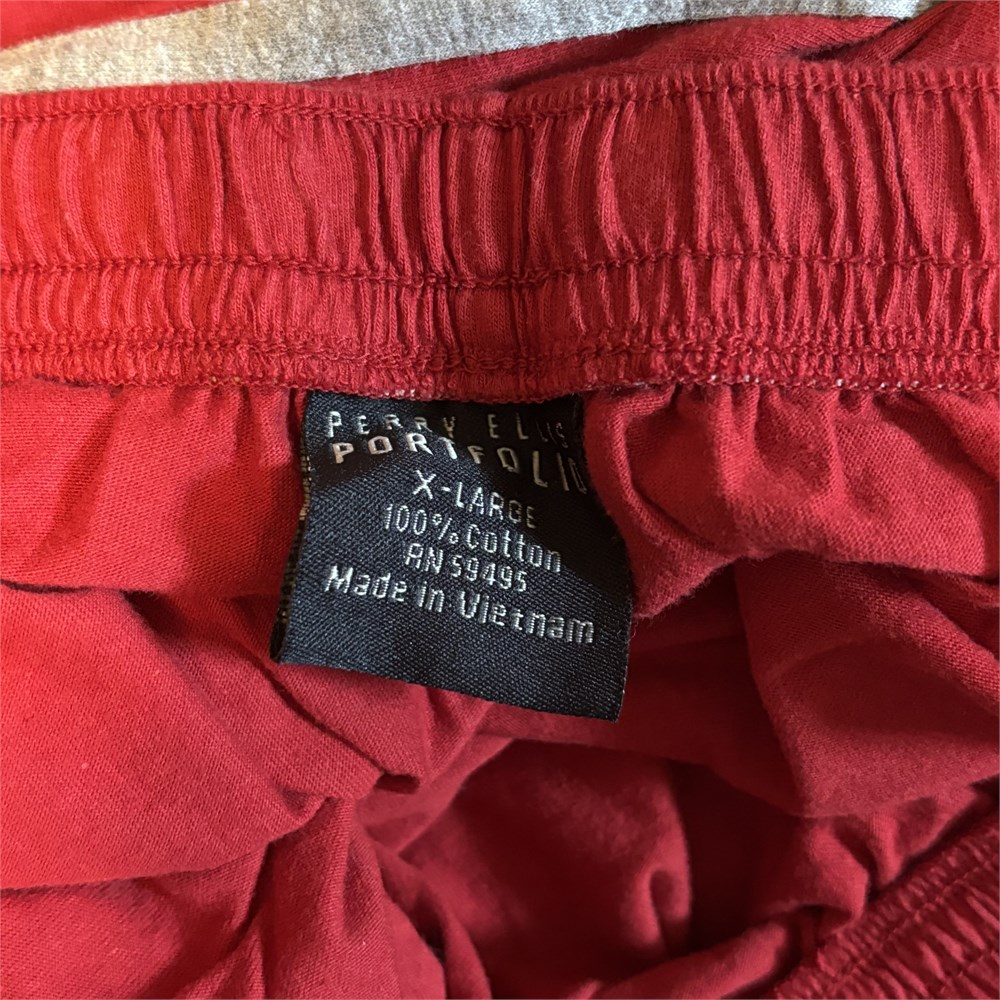 PERRY ELLIS
PORTFOLIO
X-LARGE
100% Cotton
RN 59495
Made in Vietnam